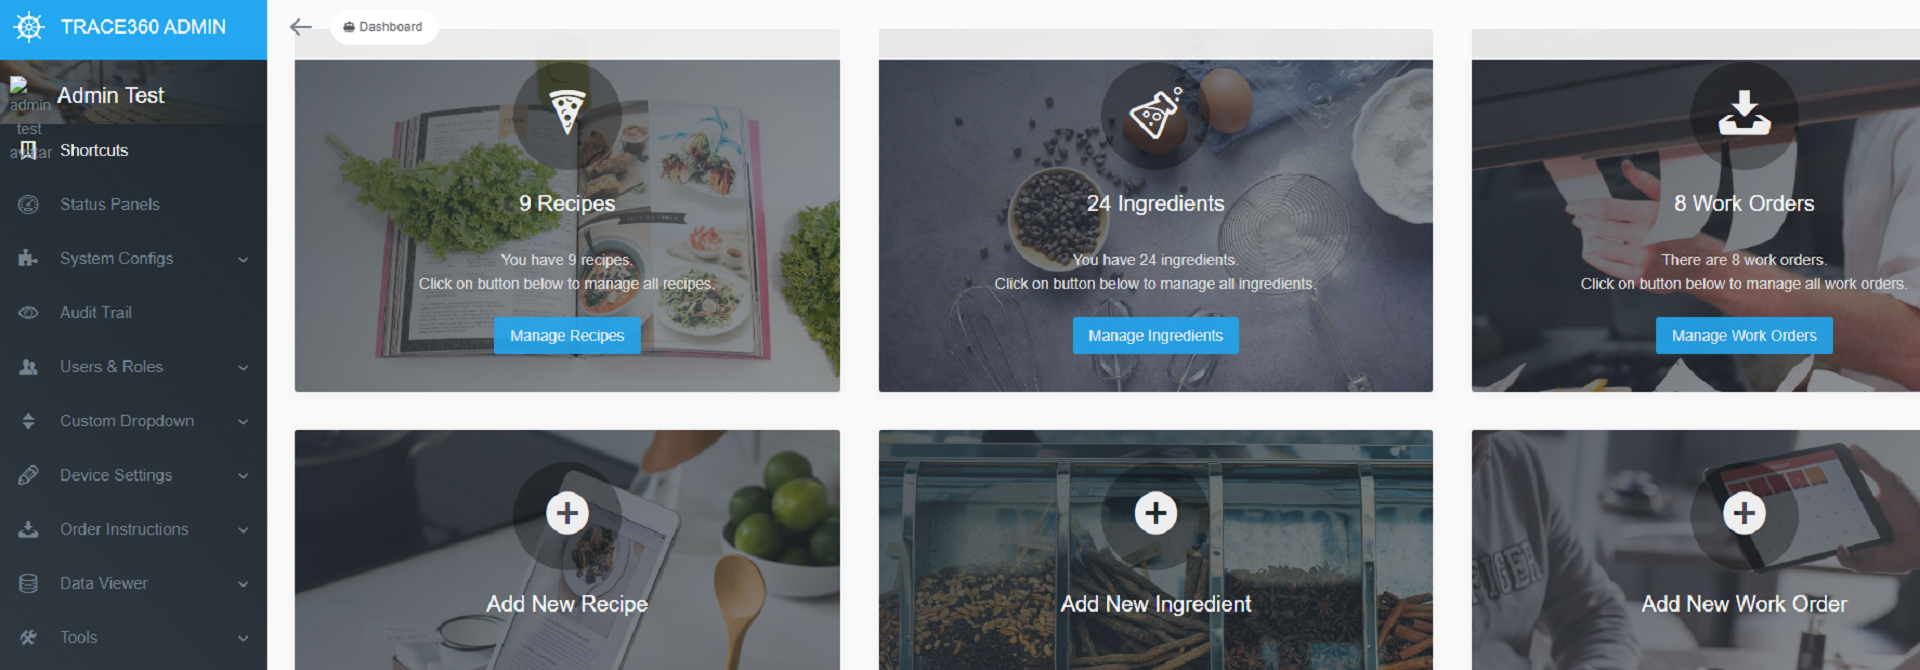 TRACE360 ADMIN
Dashboard
admin test avatar
Admin Test
Shortcuts
Status Panels
System Configs
Audit Trail
Users & Roles
Custom Dropdown
Device Settings
Order Instructions
Data Viewer
Tools
9 Recipes
You have 9 recipes.
Click on button below to manage all recipes.
Manage Recipes
24 Ingredients
You have 24 ingredients.
Click on button below to manage all ingredients.
Manage Ingredients
8 Work Orders
There are 8 work orders.
Click on button below to manage all work orders.
Manage Work Orders
Add New Recipe
Add New Ingredient
Add New Work Order